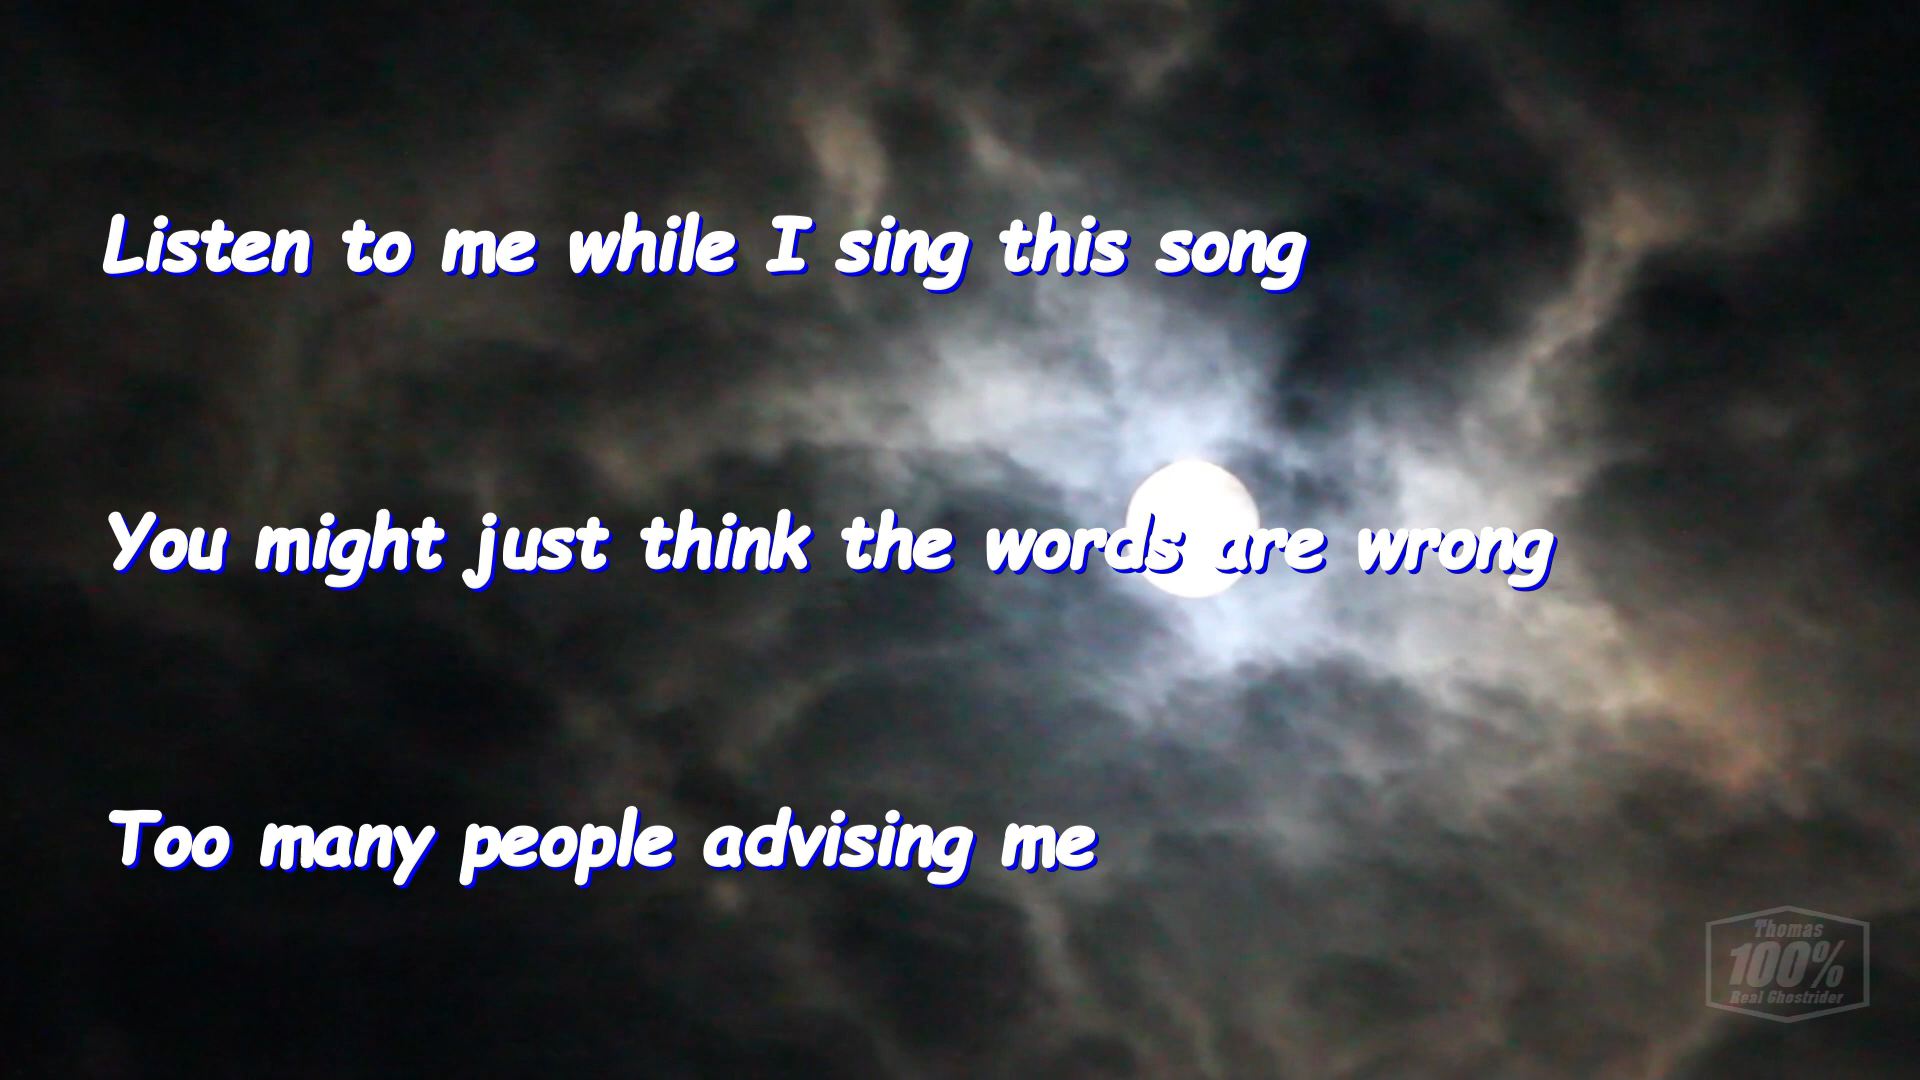 Listen to me while I sing this song
You might just think the words are wrong
Too many people advising me
Thomas
100%
Real Ghostrider